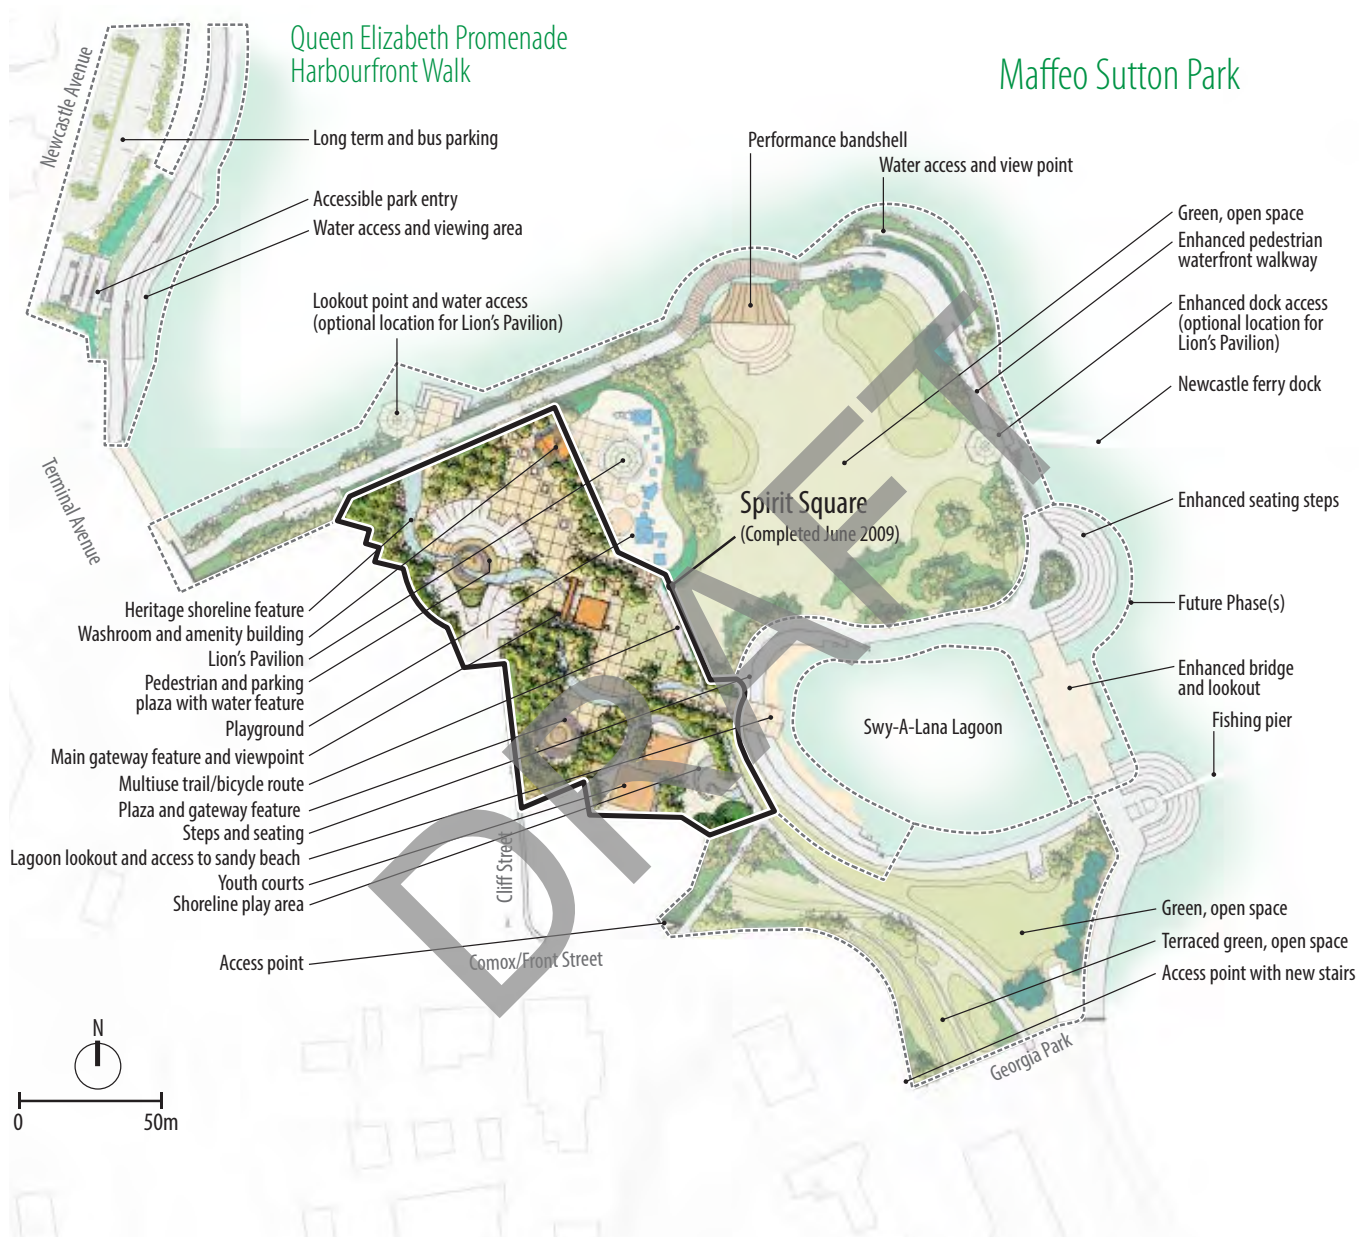 Queen Elizabeth Promenade
Harbourfront Walk
Maffeo Sutton Park
Newcastle Avenue
Long term and bus parking
Accessible park entry
Water access and viewing area
Lookout point and water access
(optional location for Lion's Pavilion)
Performance bandshell
Water access and view point
Green, open space
Enhanced pedestrian
waterfront walkway
Enhanced dock access
(optional location for
Lion's Pavilion)
Newcastle ferry dock
Terminal Avenue
Spirit Square
(Completed June 2009)
Enhanced seating steps
Future Phase(s)
Enhanced bridge
and lookout
Fishing pier
Swy-A-Lana Lagoon
Heritage shoreline feature
Washroom and amenity building
Lion's Pavilion
Pedestrian and parking
plaza with water feature
Playground
Main gateway feature and viewpoint
Multiuse trail/bicycle route
Plaza and gateway feature
Steps and seating
Lagoon lookout and access to sandy beach
Youth courts
Shoreline play area
Access point
Cliff Street
Comox/Front Street
Green, open space
Terraced green, open space
Access point with new stairs
Georgia Park
DRAFT
N
0 50m